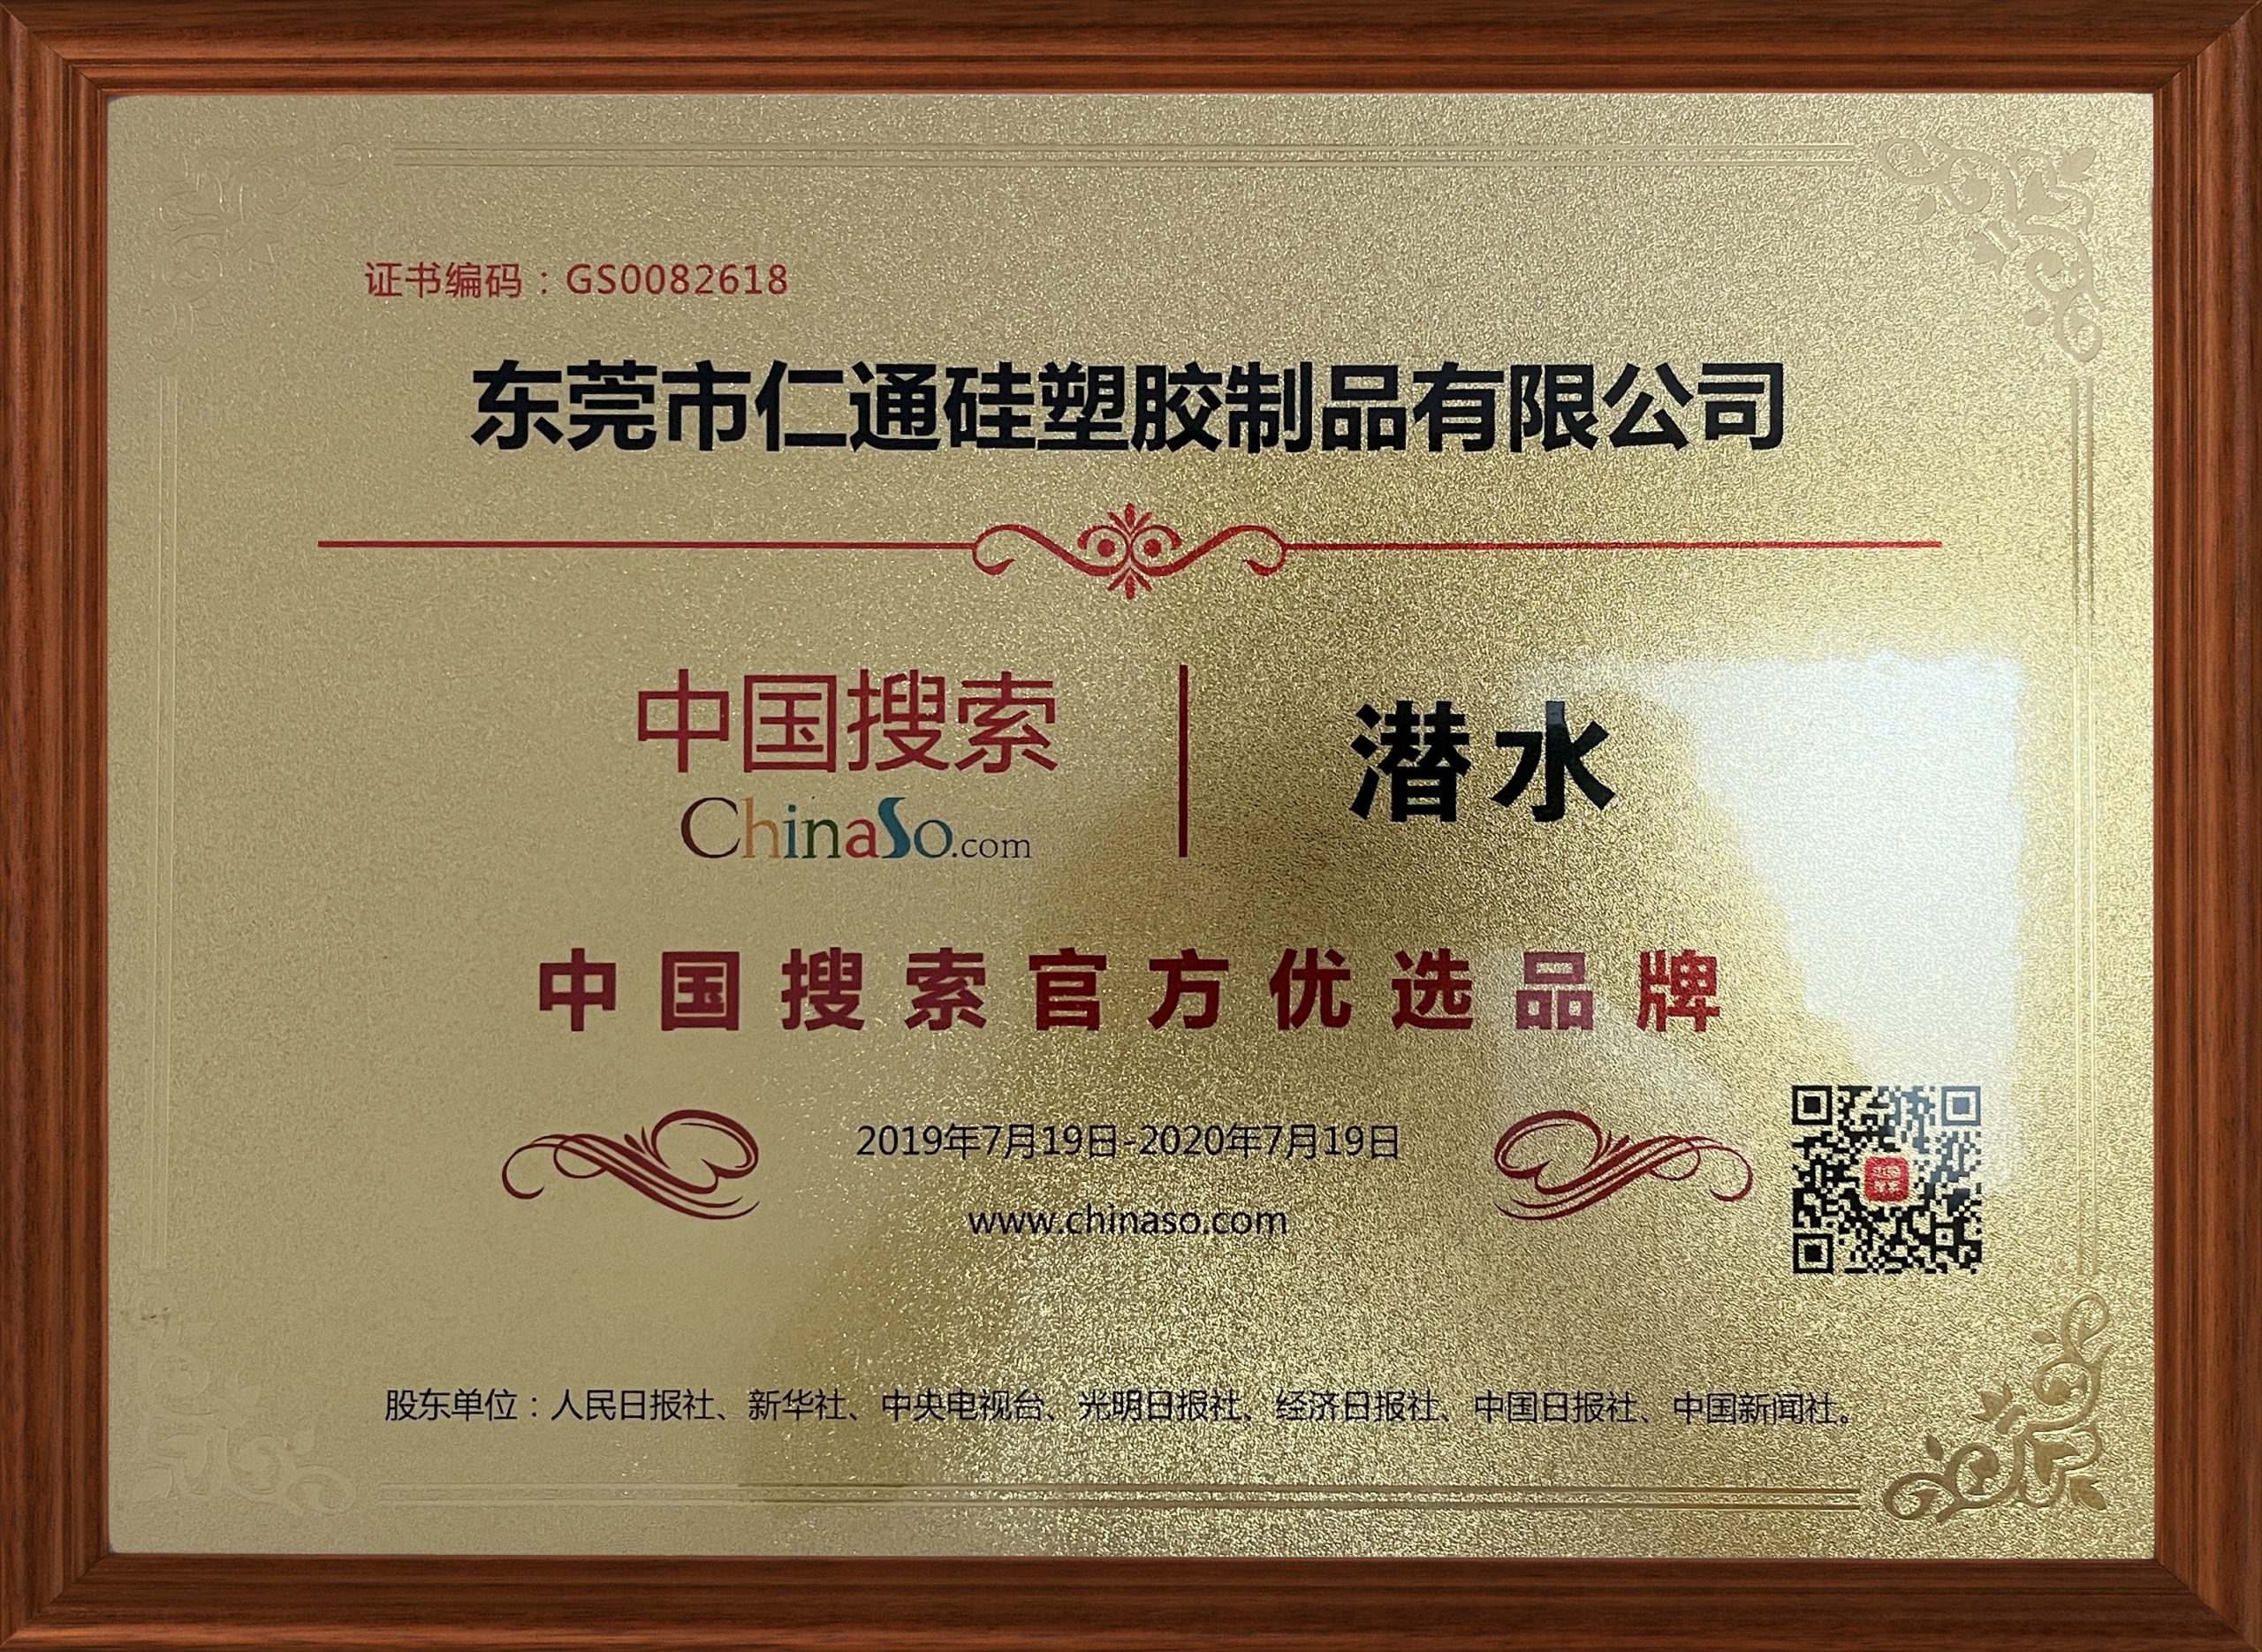 证书编码：GS0082618
东莞市仁通硅塑胶制品有限公司
中国搜索
ChinaSo.com
潜水
中国搜索官方优选品牌
2019年7月19日-2020年7月19日
www.chinaso.com
股东单位：人民日报社、新华社、中央电视台、光明日报社、经济日报社、中国日报社、中国新闻社。